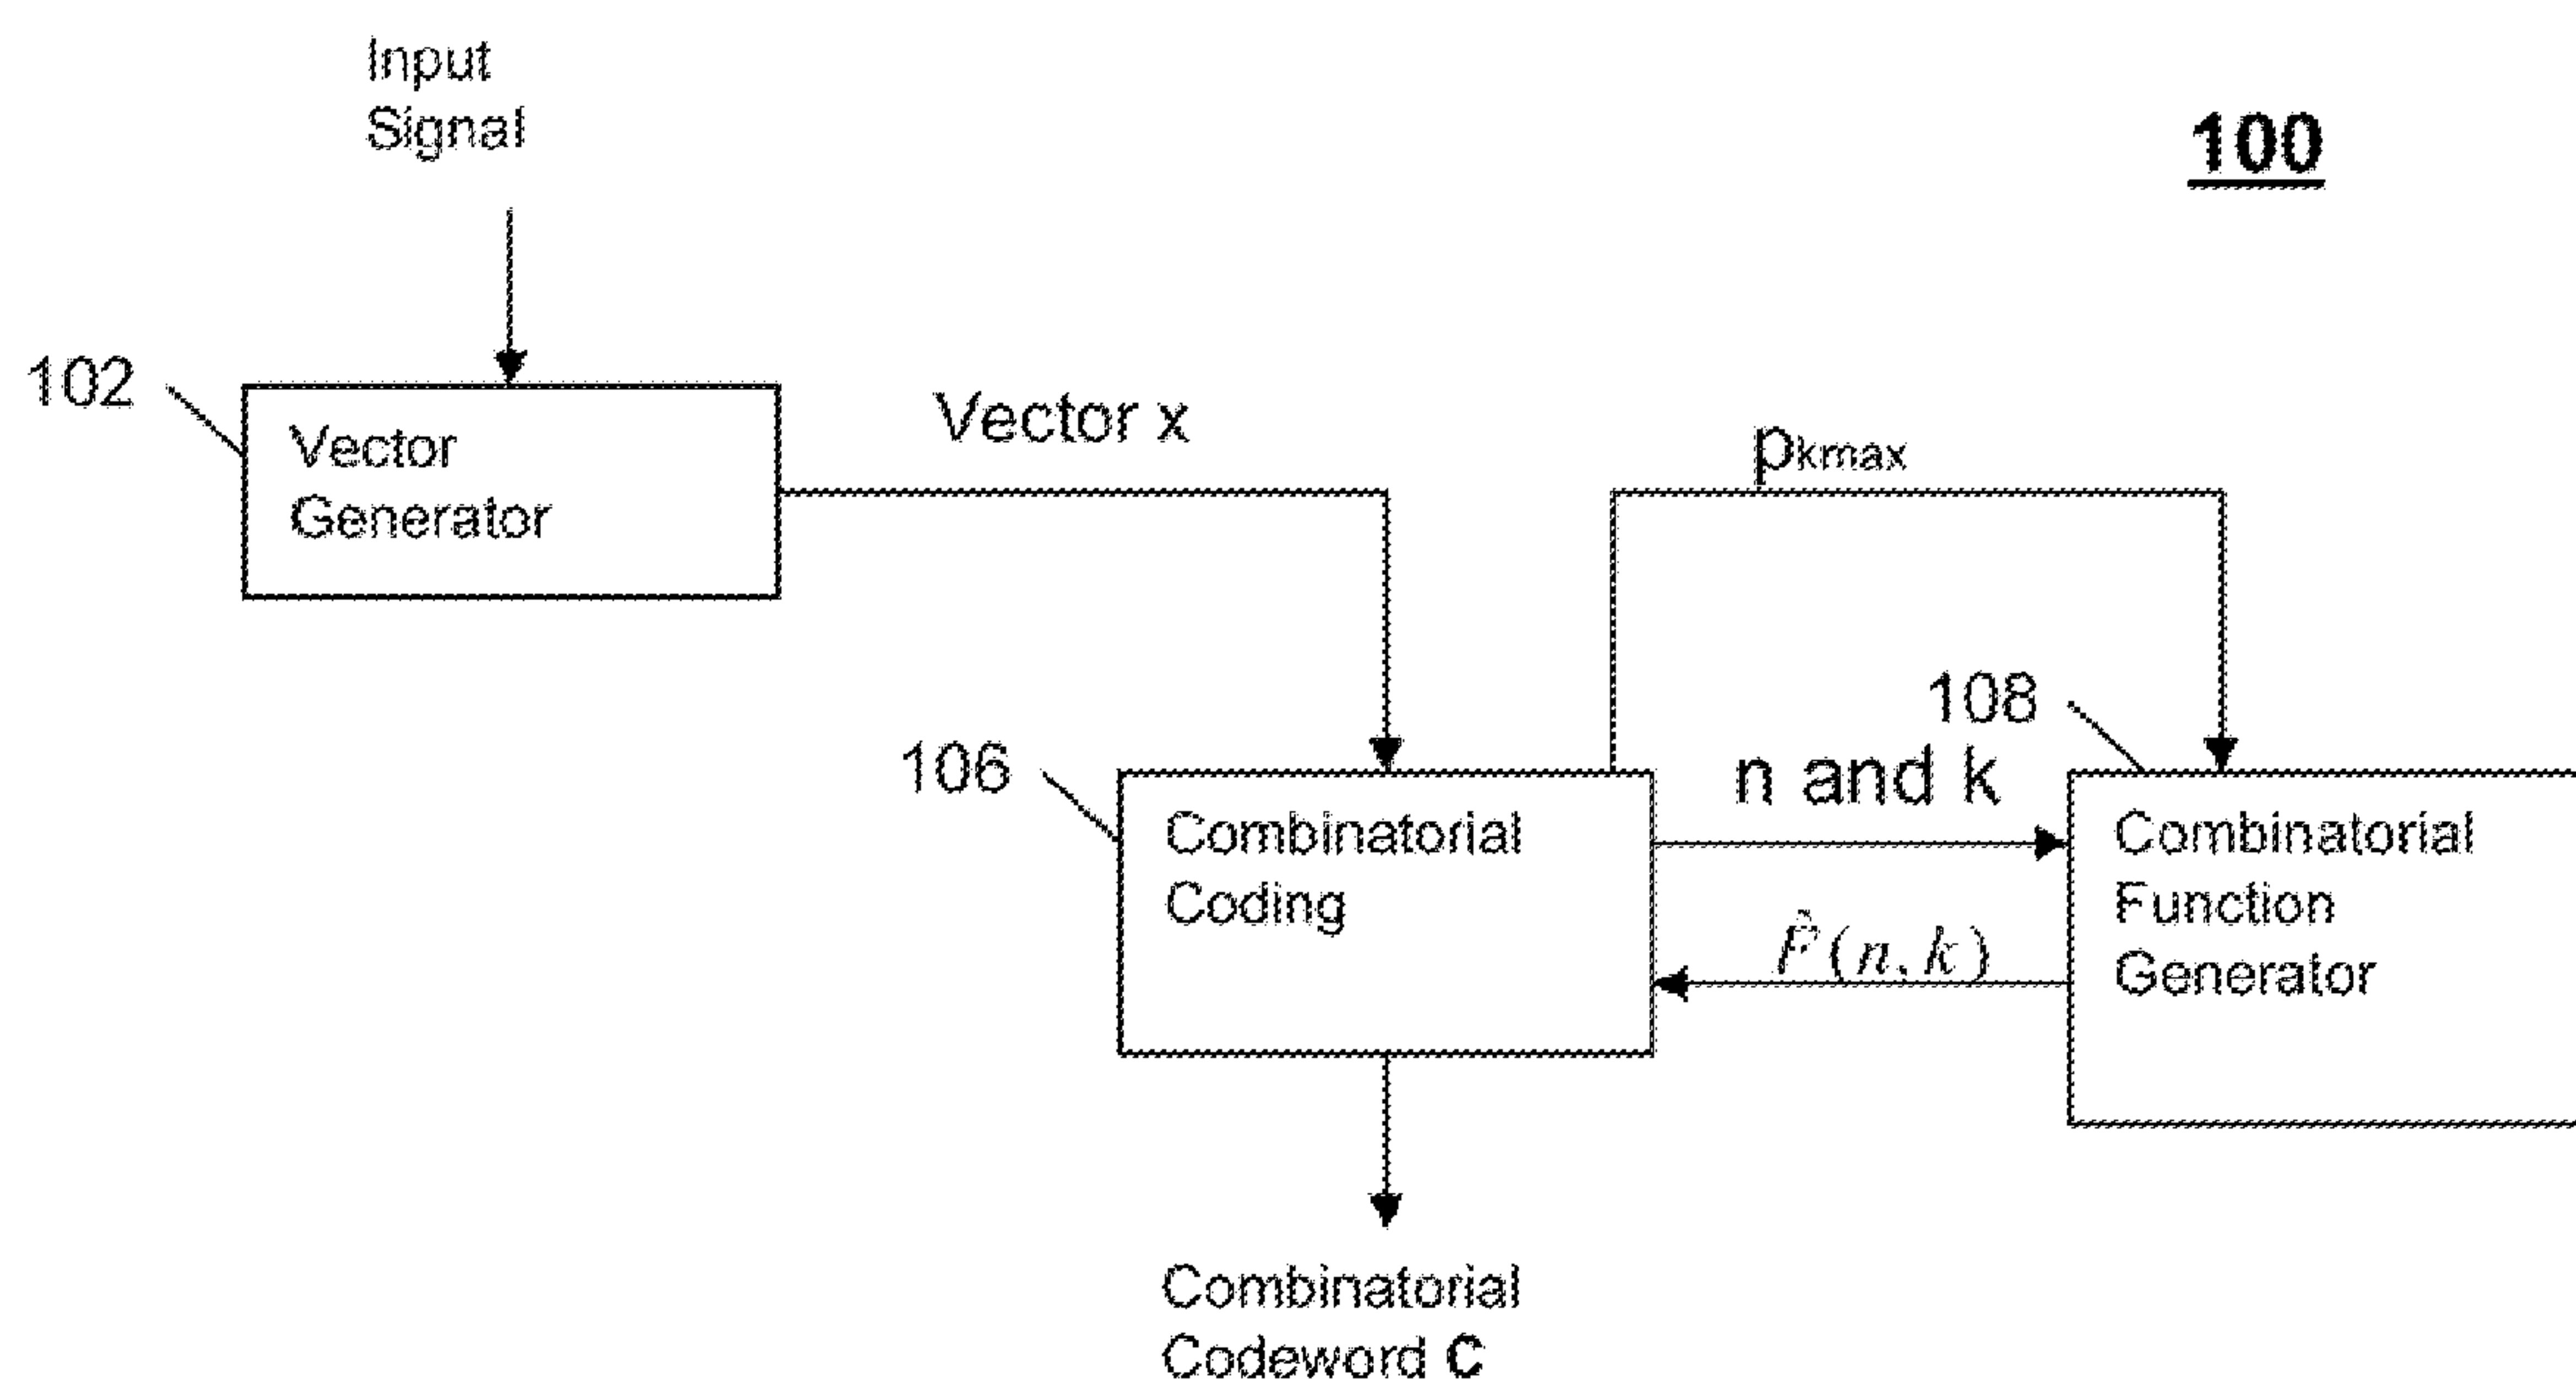 Input
Signal
100
102
Vector
Generator
Vector x
pkmax
106
Combinatorial
Coding
n and k
108
F̂(n, k)
Combinatorial
Function
Generator
Combinatorial
Codeword C